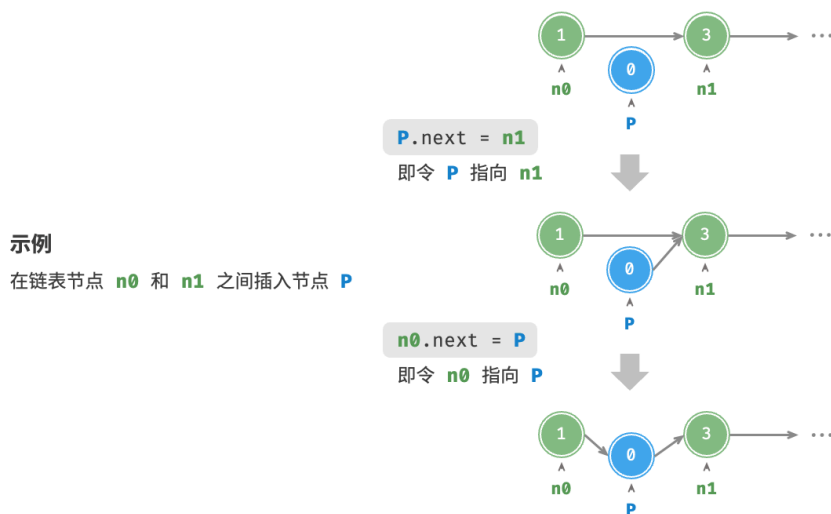 1 3 ...
0
n0 n1
P
P.next = n1
即令 P 指向 n1
1 3 ...
0
示例
在链表节点 n0 和 n1 之间插入节点 P
n0 n1
P
n0.next = P
即令 n0 指向 P
1 3 ...
0
n0 n1
P